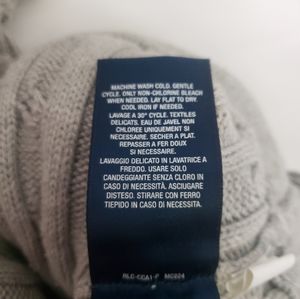 MACHINE WASH COLD. GENTLE
CYCLE. ONLY NON-CHLORINE BLEACH
WHEN NEEDED. LAY FLAT TO DRY.
COOL IRON IF NEEDED.
LAVAGE A 30° CYCLE. TEXTILES
DELICATS. EAU DE JAVEL NON
CHLOREE UNIQUEMENT SI
NECESSAIRE. SECHER A PLAT.
REPASSER A FER DOUX
SI NECESSAIRE.
LAVAGGIO DELICATO IN LAVATRICE A
FREDDO. USARE SOLO
CANDEGGIANTE SENZA CLORO IN
CASO DI NECESSITÀ. ASCIUGARE
DISTESO. STIRARE CON FERRO
TIEPIDO IN CASO DI NECESSITÀ.
RLC-CCA1-F MC224